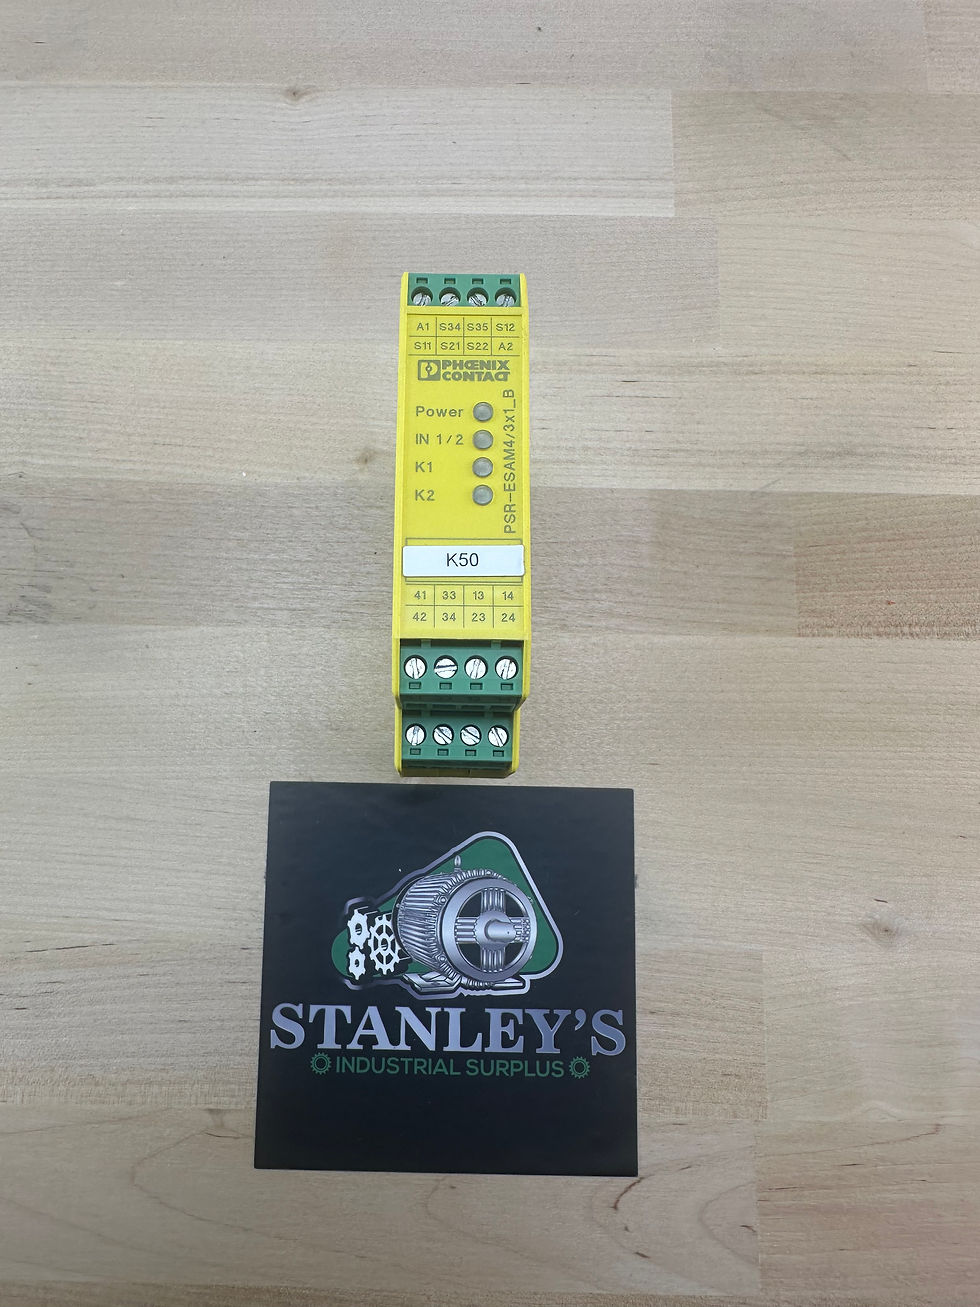 A1 S34 S35 S12
S11 S21 S22 A2
PHŒNIX
CONTACT
Power
IN 1/2
K1
K2
PSR-ESAM4/3x1_B
K50
41 33 13 14
42 34 23 24
STANLEY'S
INDUSTRIAL SURPLUS